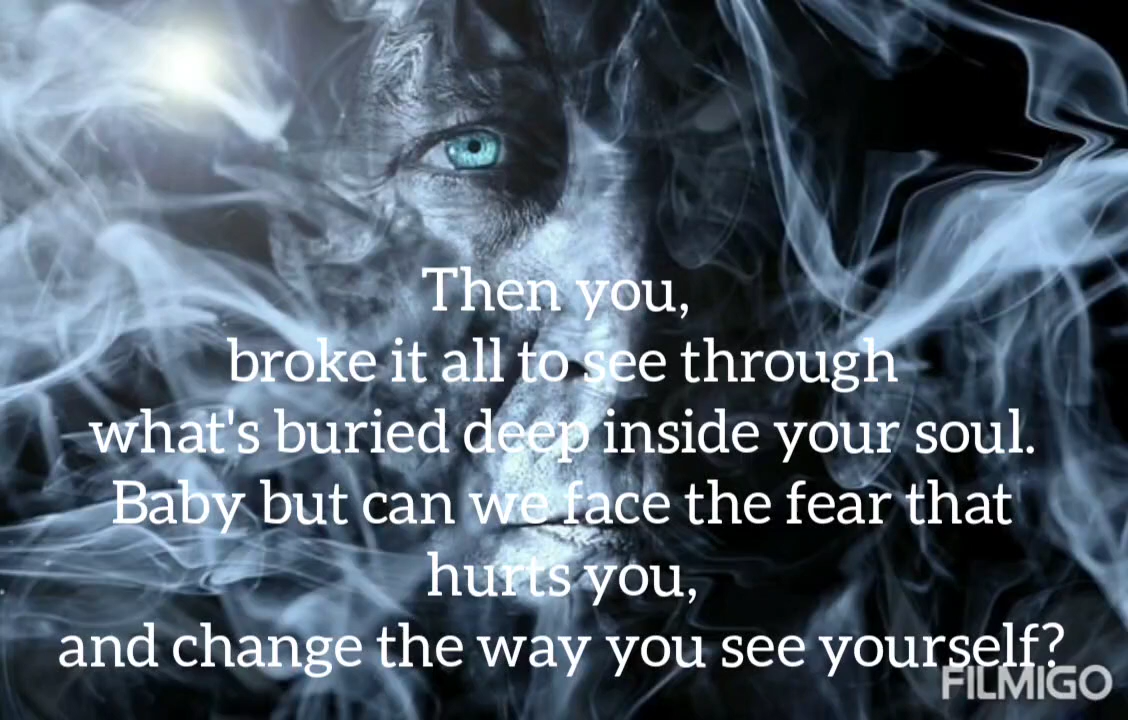 Then you,
broke it all to see through
what's buried deep inside your soul.
Baby but can we face the fear that
hurts you,
and change the way you see yourself?
FILMIGO